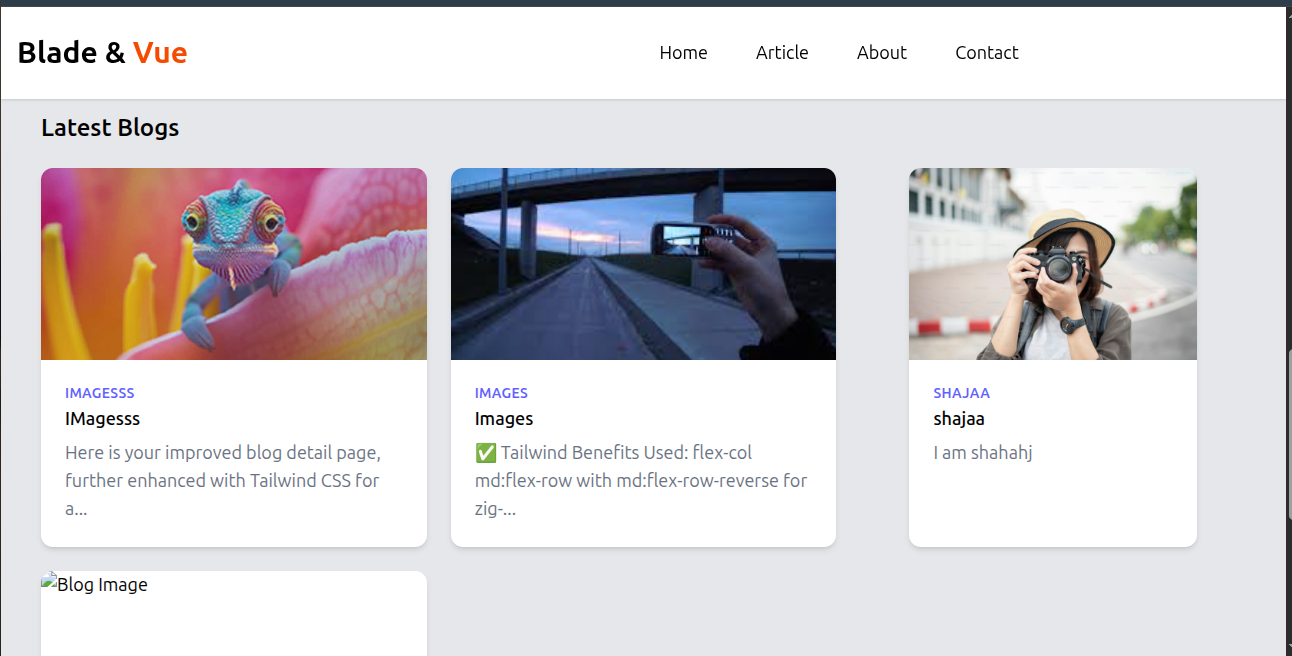 Blade & Vue
Home Article About Contact
Latest Blogs
IMAGESSS
IMagesss
Here is your improved blog detail page,
further enhanced with Tailwind CSS for
a...
IMAGES
Images
✅ Tailwind Benefits Used: flex-col
md:flex-row with md:flex-row-reverse for
zig-...
SHAJAA
shajaa
I am shahahj
Blog Image